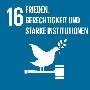 16 FRIEDEN,
GERECHTIGKEIT UND
STARKE INSTITUTIONEN